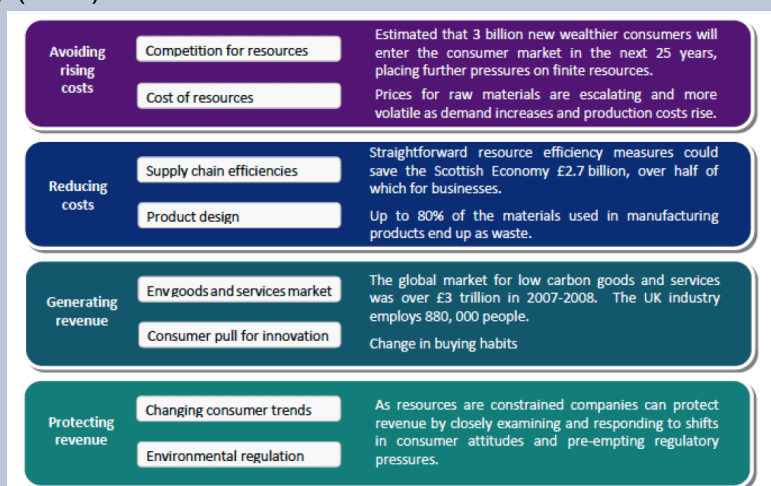 Avoiding
rising
costs
Competition for resources
Cost of resources
Estimated that 3 billion new wealthier consumers will
enter the consumer market in the next 25 years,
placing further pressures on finite resources.
Prices for raw materials are escalating and more
volatile as demand increases and production costs rise.
Reducing
costs
Supply chain efficiencies
Product design
Straightforward resource efficiency measures could
save the Scottish Economy £2.7 billion, over half of
which for businesses.
Up to 80% of the materials used in manufacturing
products end up as waste.
Generating
revenue
Env goods and services market
Consumer pull for innovation
The global market for low carbon goods and services
was over £3 trillion in 2007-2008. The UK industry
employs 880, 000 people.
Change in buying habits
Protecting
revenue
Changing consumer trends
Environmental regulation
As resources are constrained companies can protect
revenue by closely examining and responding to shifts
in consumer attitudes and pre-empting regulatory
pressures.